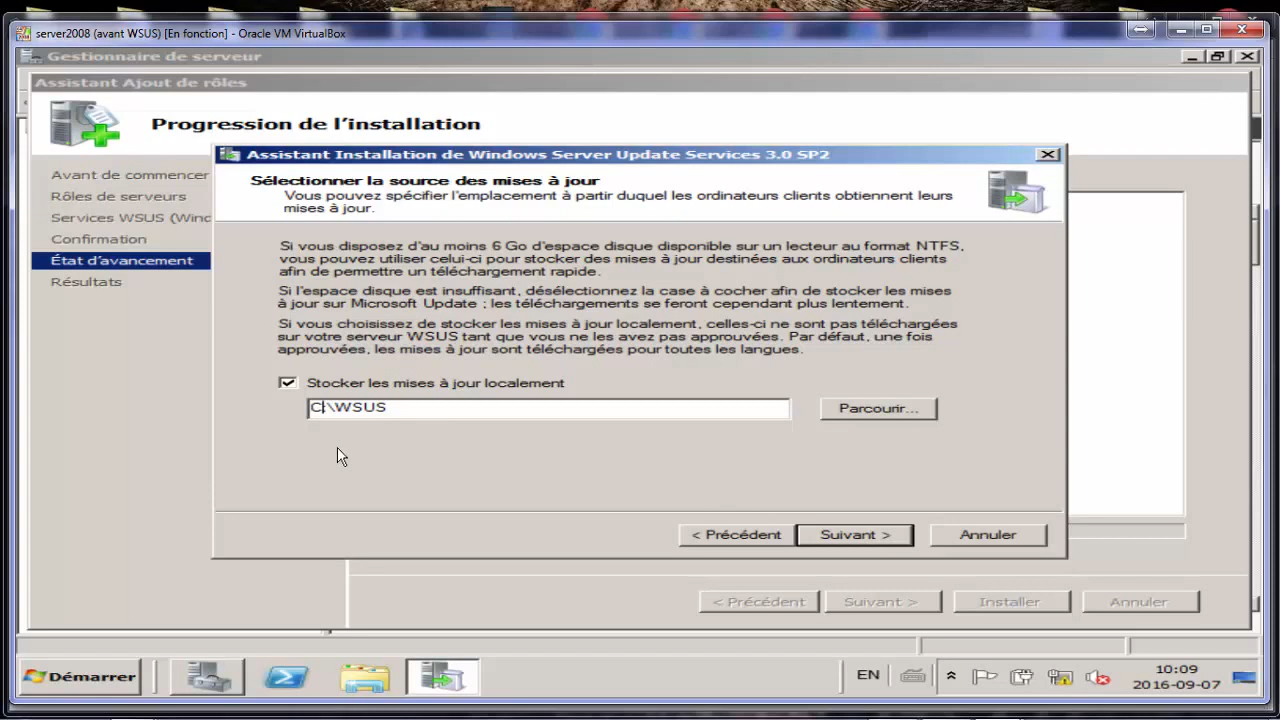 server2008 (avant WSUS) [En fonction] - Oracle VM VirtualBox
Gestionnaire de serveur
Assistant Ajout de rôles
Progression de l'installation
Avant de commencer
Rôles de serveurs
Services WSUS (Wind
Confirmation
État d'avancement
Résultats
Assistant Installation de Windows Server Update Services 3.0 SP2
Sélectionner la source des mises à jour
Vous pouvez spécifier l'emplacement à partir duquel les ordinateurs clients obtiennent leurs
mises à jour.
Si vous disposez d'au moins 6 Go d'espace disque disponible sur un lecteur au format NTFS,
vous pouvez utiliser celui-ci pour stocker des mises à jour destinées aux ordinateurs clients
afin de permettre un téléchargement rapide.
Si l'espace disque est insuffisant, désélectionnez la case à cocher afin de stocker les mises
à jour sur Microsoft Update ; les téléchargements se feront cependant plus lentement.
Si vous choisissez de stocker les mises à jour localement, celles-ci ne sont pas téléchargées
sur votre serveur WSUS tant que vous ne les avez pas approuvées. Par défaut, une fois
approuvées, les mises à jour sont téléchargées pour toutes les langues.
Stocker les mises à jour localement
C:\WSUS
Parcourir...
< Précédent
Suivant >
Annuler
< Précédent
Suivant >
Installer
Annuler
Démarrer
EN
10:09
2016-09-07